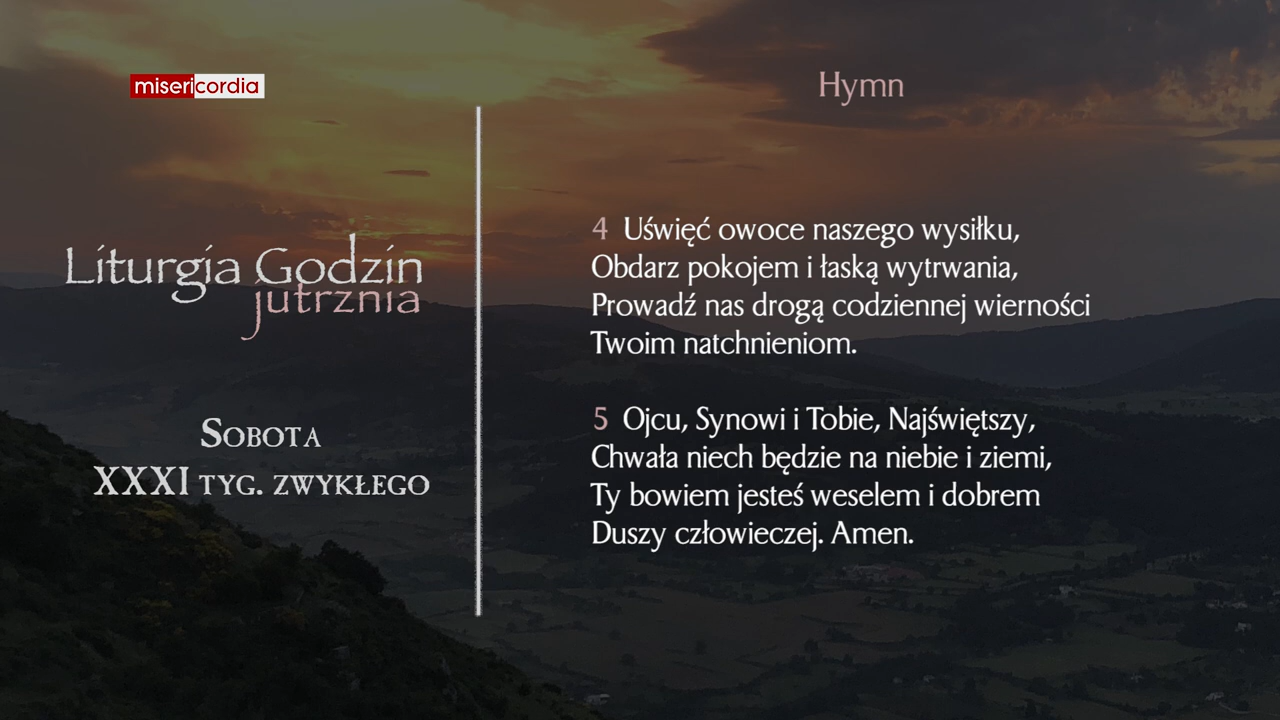 misericordia
Liturgia Godzin
jutrznia
Sobota
XXXI tyg. zwykłego
Hymn
4 Uświęć owoce naszego wysiłku,
Obdarz pokojem i łaską wytrwania,
Prowadź nas drogą codziennej wierności
Twoim natchnieniom.
5 Ojcu, Synowi i Tobie, Najświętszy,
Chwała niech będzie na niebie i ziemi,
Ty bowiem jesteś weselem i dobrem
Duszy człowieczej. Amen.